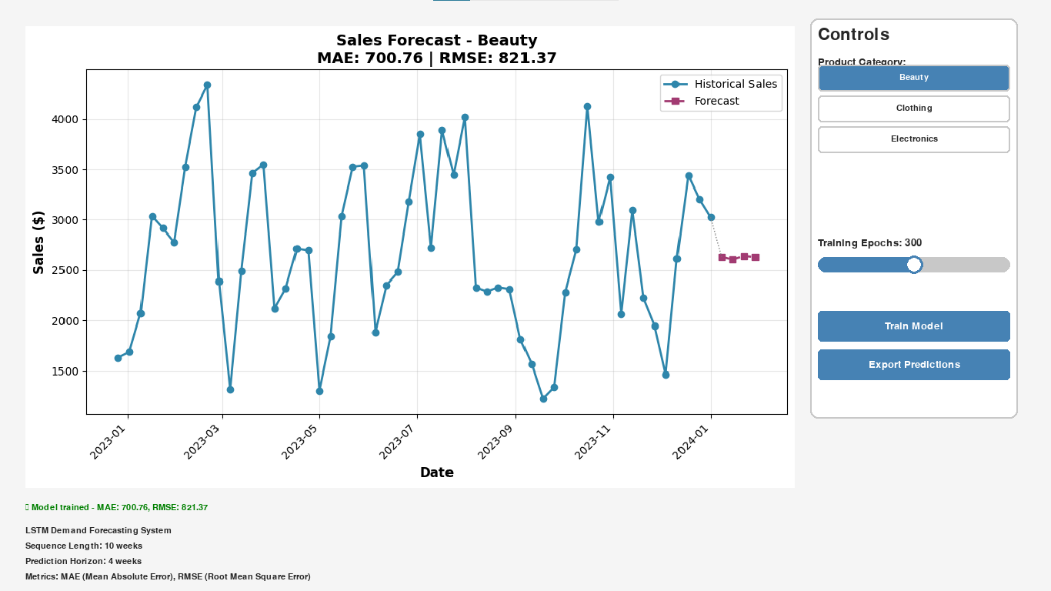 Sales Forecast - Beauty
MAE: 700.76 | RMSE: 821.37
Historical Sales
Forecast
Sales ($)
4000
3500
3000
2500
2000
1500
2023-01
2023-03
2023-05
2023-07
2023-09
2023-11
2024-01
Date
Controls
Product Category:
Beauty
Clothing
Electronics
Training Epochs: 300
Train Model
Export Predictions
Model trained - MAE: 700.76, RMSE: 821.37
LSTM Demand Forecasting System
Sequence Length: 10 weeks
Prediction Horizon: 4 weeks
Metrics: MAE (Mean Absolute Error), RMSE (Root Mean Square Error)